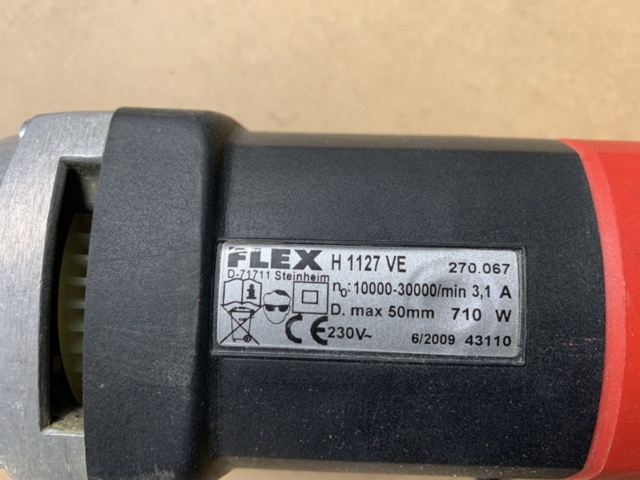 FLEX H 1127 VE 270.067
D-71711 Steinheim
n₀:10000-30000/min 3,1 A
D. max 50mm 710 W
CE 230V~ 6/2009 43110